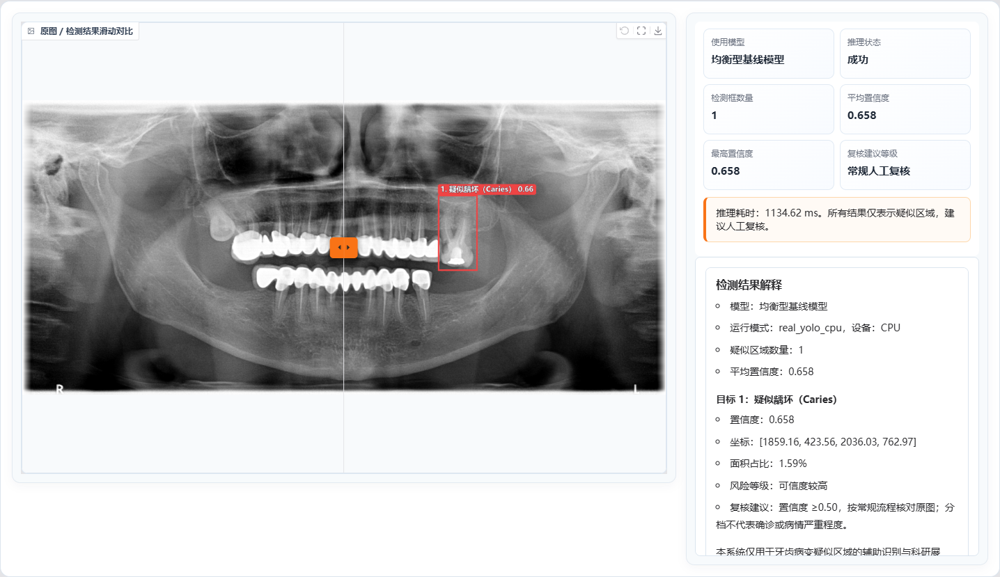 原图 / 检测结果滑动对比
1. 疑似龋坏（Caries） 0.66
R
L
使用模型
均衡型基线模型
推理状态
成功
检测框数量
1
平均置信度
0.658
最高置信度
0.658
复核建议等级
常规人工复核
推理耗时：1134.62 ms。所有结果仅表示疑似区域，建
议人工复核。
检测结果解释
模型：均衡型基线模型
运行模式：real_yolo_cpu，设备：CPU
疑似区域数量：1
平均置信度：0.658
目标 1：疑似龋坏（Caries）
置信度：0.658
坐标：[1859.16, 423.56, 2036.03, 762.97]
面积占比：1.59%
风险等级：可信度较高
复核建议：置信度 ≥0.50，按常规流程核对原图；分
档不代表确诊或病情严重程度。
本系统仅用于牙齿病变疑似区域的辅助识别与科研展